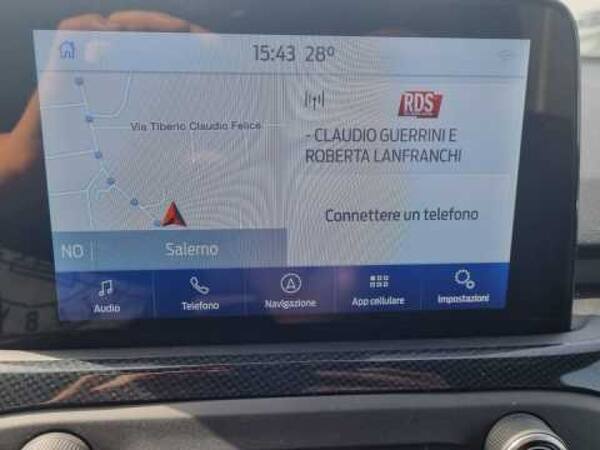 15:43 28°
Via Tiberio Claudio Felice
RDS
- CLAUDIO GUERRINI E
ROBERTA LANFRANCHI
Connettere un telefono
NO
Salerno
Audio
Telefono
Navigazione
App cellulare
Impostazioni